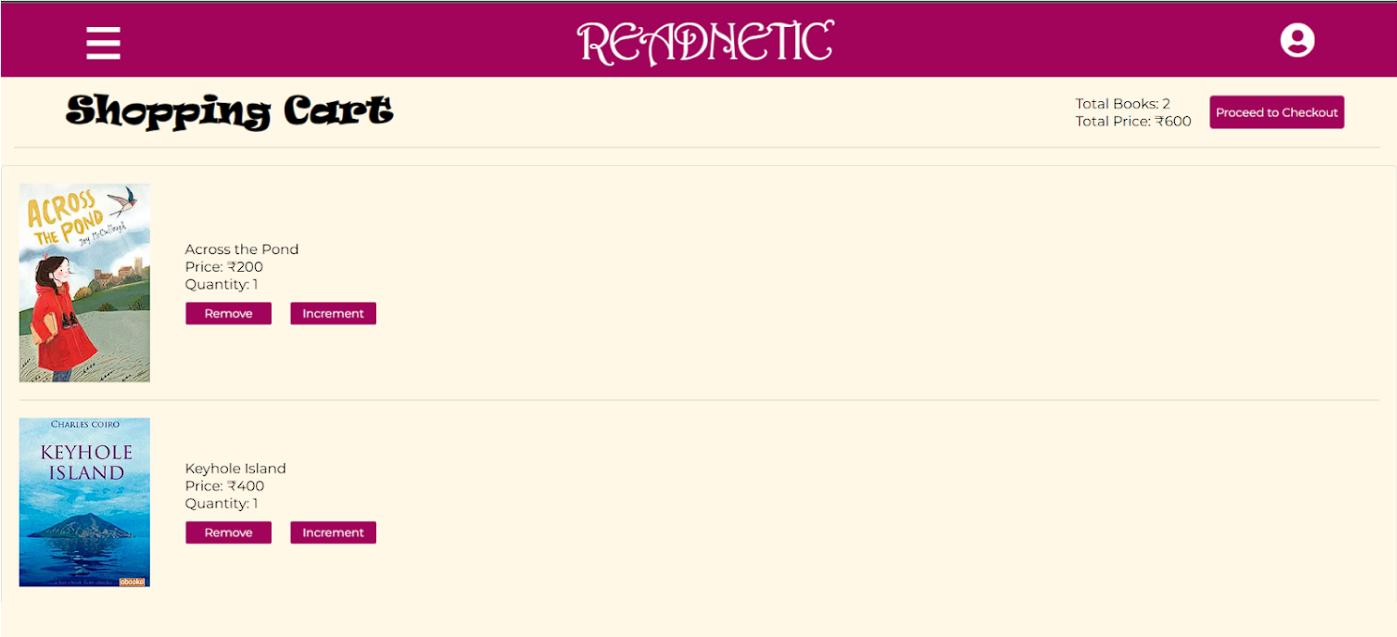 READNETIC
Shopping Cart
Total Books: 2
Total Price: ₹600
Proceed to Checkout
ACROSS
THE POND
Joy McCullough
Across the Pond
Price: ₹200
Quantity: 1
Remove Increment
CHARLES COIRO
KEYHOLE
ISLAND
obooko
Keyhole Island
Price: ₹400
Quantity: 1
Remove Increment